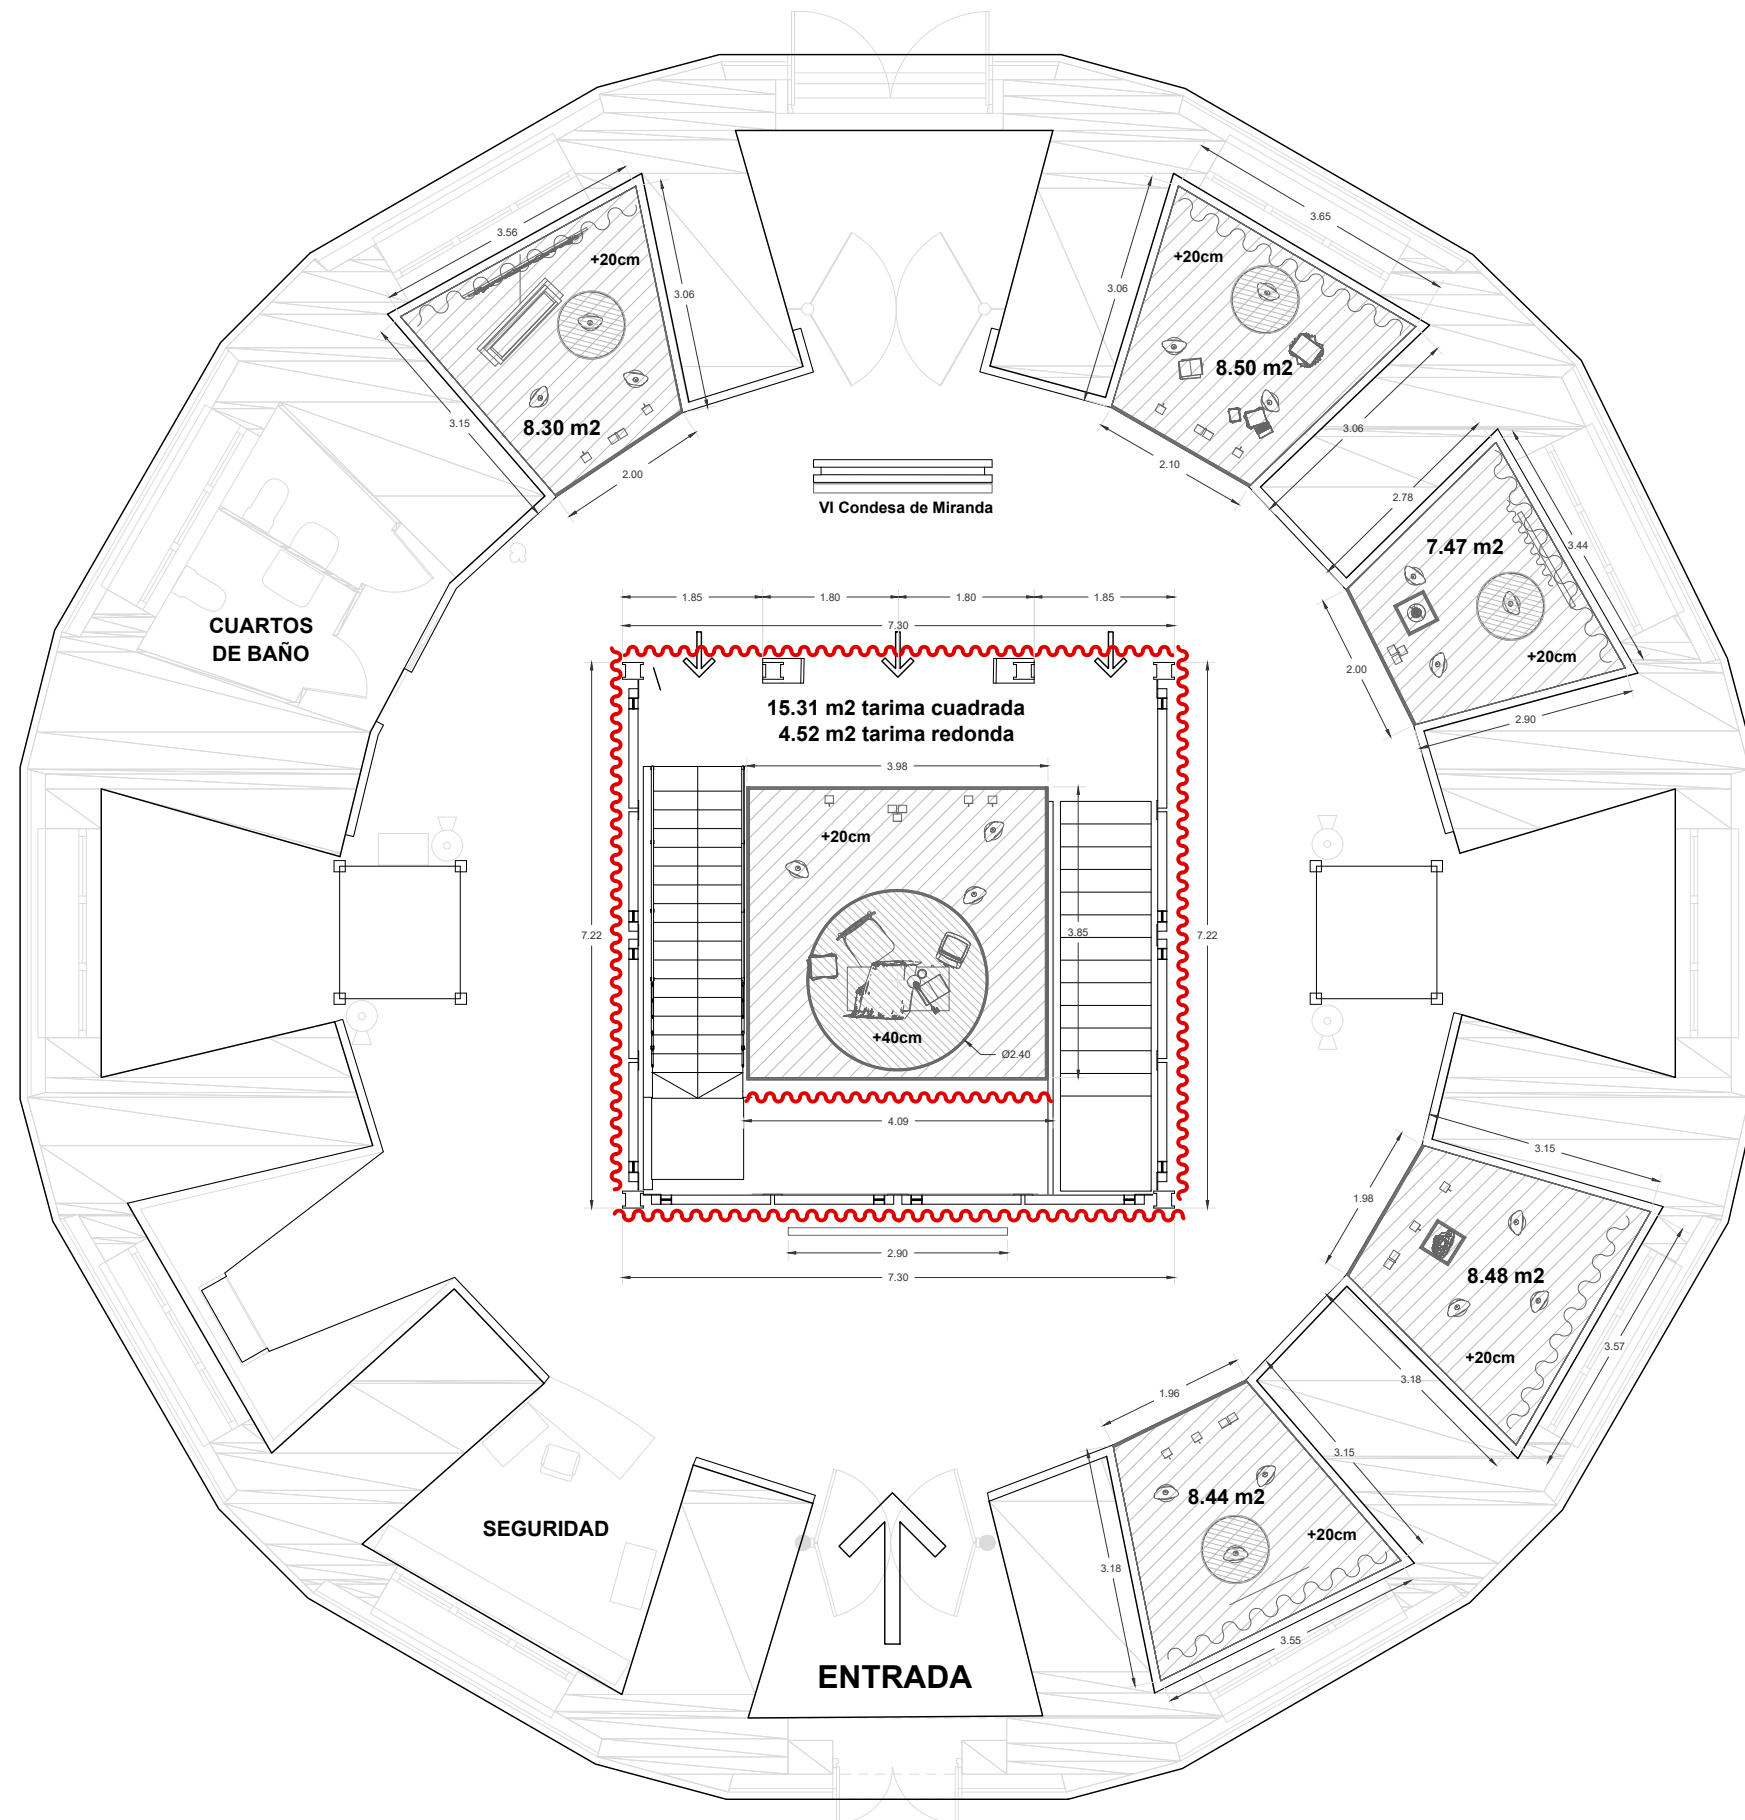 3.65
3.56
+20cm
+20cm
3.06
3.06
8.50 m2
3.15
8.30 m2
3.06
2.10
2.00
2.78
VI Condesa de Miranda
7.47 m2
3.44
1.85
1.80
1.80
1.85
7.30
CUARTOS
DE BAÑO
+20cm
2.00
15.31 m2 tarima cuadrada
4.52 m2 tarima redonda
2.90
3.98
+20cm
7.22
3.85
7.22
+40cm
Ø2.40
4.09
3.15
1.98
2.90
7.30
8.48 m2
3.57
+20cm
3.18
1.96
3.15
8.44 m2
SEGURIDAD
+20cm
3.18
3.55
ENTRADA